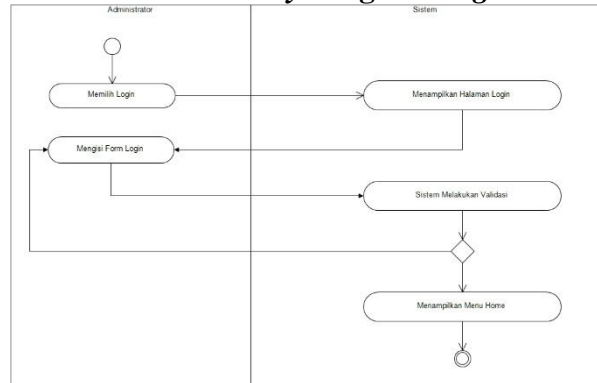 Administrator
Sistem
Memilih Login
Menampilkan Halaman Login
Mengisi Form Login
Sistem Melakukan Validasi
Menampilkan Menu Home